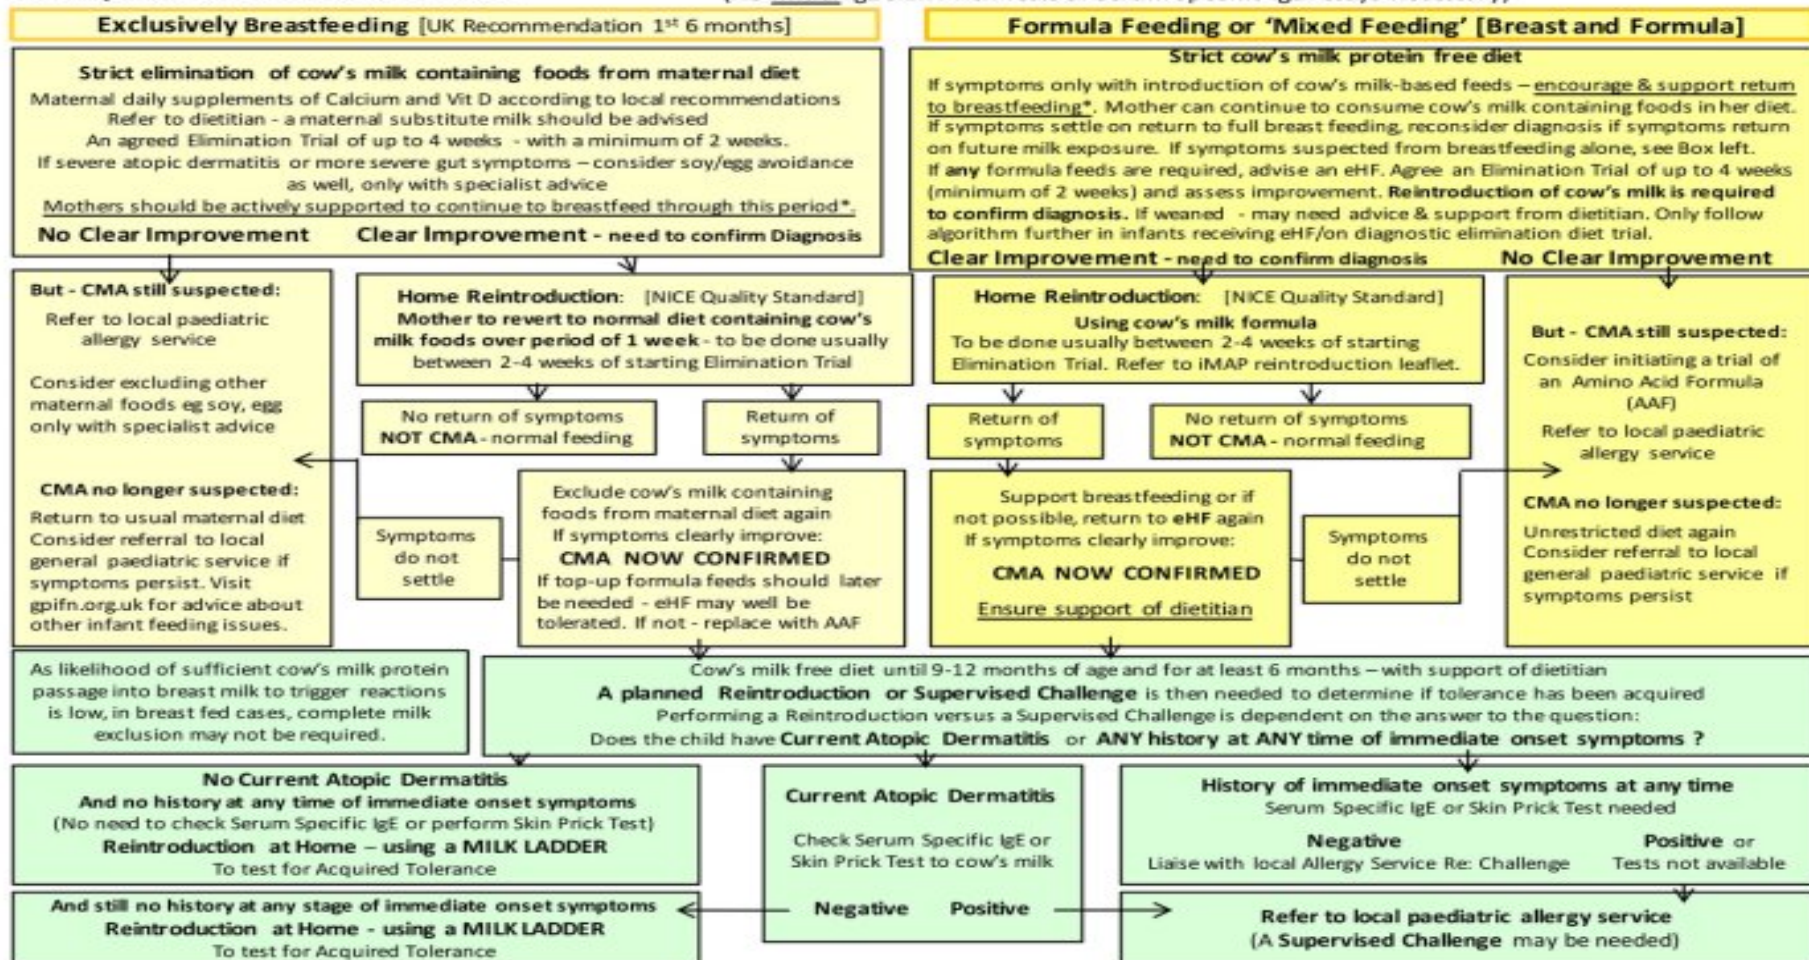 Exclusively Breastfeeding [UK Recommendation 1st 6 months]
Strict elimination of cow's milk containing foods from maternal diet
Maternal daily supplements of Calcium and Vit D according to local recommendations
Refer to dietitian - a maternal substitute milk should be advised
An agreed Elimination Trial of up to 4 weeks - with a minimum of 2 weeks.
If severe atopic dermatitis or more severe gut symptoms – consider soy/egg avoidance
as well, only with specialist advice
Mothers should be actively supported to continue to breastfeed through this period*.
No Clear Improvement
Clear Improvement - need to confirm Diagnosis
Formula Feeding or 'Mixed Feeding' [Breast and Formula]
Strict cow's milk protein free diet
If symptoms only with introduction of cow's milk-based feeds – encourage & support return
to breastfeeding*. Mother can continue to consume cow's milk containing foods in her diet.
If symptoms settle on return to full breast feeding, reconsider diagnosis if symptoms return
on future milk exposure. If symptoms suspected from breastfeeding alone, see Box left.
If any formula feeds are required, advise an eHF. Agree an Elimination Trial of up to 4 weeks
(minimum of 2 weeks) and assess improvement. Reintroduction of cow's milk is required
to confirm diagnosis. If weaned - may need advice & support from dietitian. Only follow
algorithm further in infants receiving eHF/on diagnostic elimination diet trial.
Clear Improvement - need to confirm diagnosis
No Clear Improvement
But - CMA still suspected:
Refer to local paediatric
allergy service
Consider excluding other
maternal foods eg soy, egg
only with specialist advice
CMA no longer suspected:
Return to usual maternal diet
Consider referral to local
general paediatric service if
symptoms persist. Visit
gpifn.org.uk for advice about
other infant feeding issues.
Home Reintroduction: [NICE Quality Standard]
Mother to revert to normal diet containing cow's
milk foods over period of 1 week - to be done usually
between 2-4 weeks of starting Elimination Trial
No return of symptoms
NOT CMA - normal feeding
Return of
symptoms
Symptoms
do not
settle
Exclude cow's milk containing
foods from maternal diet again
If symptoms clearly improve:
CMA NOW CONFIRMED
If top-up formula feeds should later
be needed - eHF may well be
tolerated. If not - replace with AAF
Home Reintroduction: [NICE Quality Standard]
Using cow's milk formula
To be done usually between 2-4 weeks of starting
Elimination Trial. Refer to iMAP reintroduction leaflet.
Return of
symptoms
No return of symptoms
NOT CMA - normal feeding
Support breastfeeding or if
not possible, return to eHF again
If symptoms clearly improve:
CMA NOW CONFIRMED
Ensure support of dietitian
Symptoms
do not
settle
But - CMA still suspected:
Consider initiating a trial of
an Amino Acid Formula
(AAF)
Refer to local paediatric
allergy service
CMA no longer suspected:
Unrestricted diet again
Consider referral to local
general paediatric service if
symptoms persist
As likelihood of sufficient cow's milk protein
passage into breast milk to trigger reactions
is low, in breast fed cases, complete milk
exclusion may not be required.
Cow's milk free diet until 9-12 months of age and for at least 6 months – with support of dietitian
A planned Reintroduction or Supervised Challenge is then needed to determine if tolerance has been acquired
Performing a Reintroduction versus a Supervised Challenge is dependent on the answer to the question:
Does the child have Current Atopic Dermatitis or ANY history at ANY time of immediate onset symptoms ?
No Current Atopic Dermatitis
And no history at any time of immediate onset symptoms
(No need to check Serum Specific IgE or perform Skin Prick Test)
Reintroduction at Home – using a MILK LADDER
To test for Acquired Tolerance
And still no history at any stage of immediate onset symptoms
Reintroduction at Home - using a MILK LADDER
To test for Acquired Tolerance
Current Atopic Dermatitis
Check Serum Specific IgE or
Skin Prick Test to cow's milk
Negative Positive
History of immediate onset symptoms at any time
Serum Specific IgE or Skin Prick Test needed
Negative
Liaise with local Allergy Service Re: Challenge
Positive or
Tests not available
Refer to local paediatric allergy service
(A Supervised Challenge may be needed)